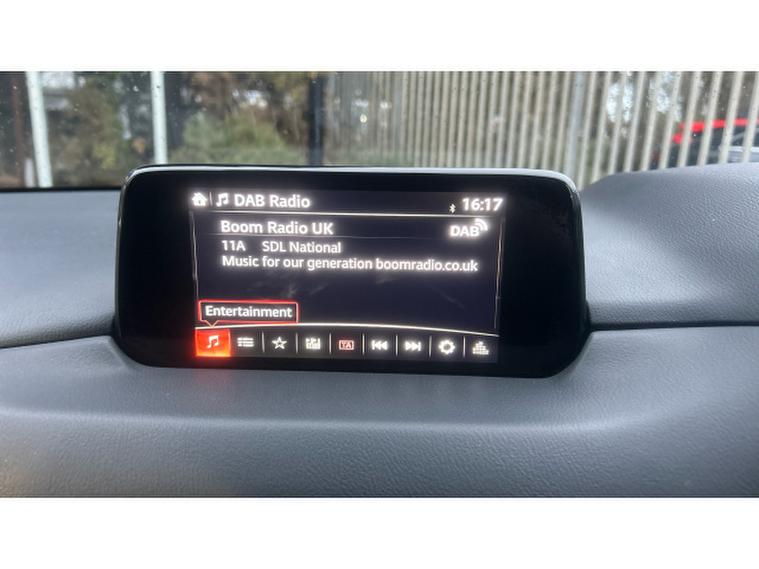 DAB Radio 16:17
Boom Radio UK DAB
11A SDL National
Music for our generation boomradio.co.uk
Entertainment
TA